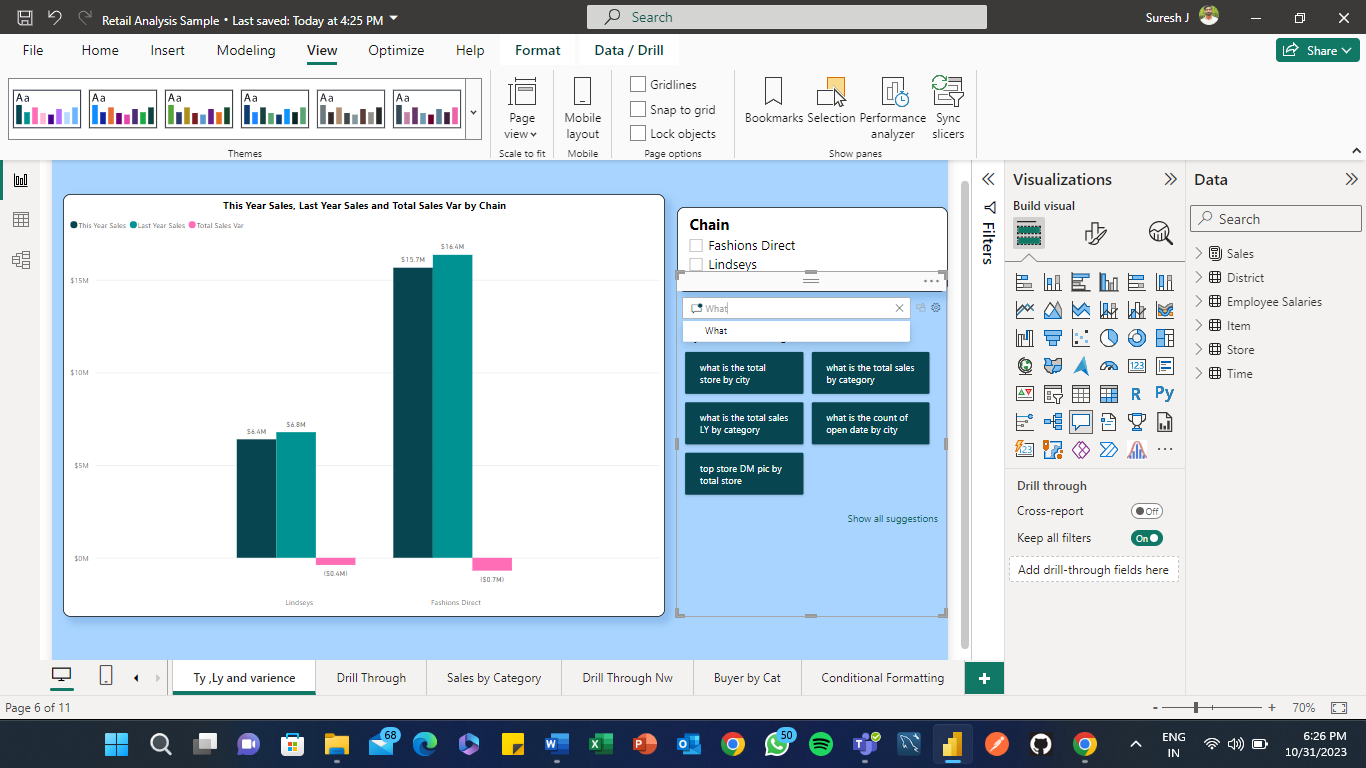 Retail Analysis Sample • Last saved: Today at 4:25 PM
Search
Suresh J
File Home Insert Modeling View Optimize Help Format Data / Drill
Share
Aa Aa Aa Aa Aa Aa
Themes
Page view
Scale to fit
Mobile layout
Mobile
Gridlines
Snap to grid
Lock objects
Page options
Bookmarks
Selection
Performance analyzer
Sync slicers
Show panes
This Year Sales, Last Year Sales and Total Sales Var by Chain
This Year Sales Last Year Sales Total Sales Var
$15M
$10M
$5M
$0M
$6.4M
$6.8M
($0.4M)
$15.7M
$16.4M
($0.7M)
Lindseys
Fashions Direct
Chain
Fashions Direct
Lindseys
What
What
what is the total
store by city
what is the total sales
by category
what is the total sales
LY by category
what is the count of
open date by city
top store DM pic by
total store
Show all suggestions
Filters
Visualizations
Build visual
123
R
Py
123
Drill through
Cross-report
Off
Keep all filters
On
Add drill-through fields here
Data
Search
Sales
District
Employee Salaries
Item
Store
Time
Ty ,Ly and varience
Drill Through
Sales by Category
Drill Through Nw
Buyer by Cat
Conditional Formatting
+
Page 6 of 11
- + 70%
68
50
ENG
IN
6:26 PM
10/31/2023